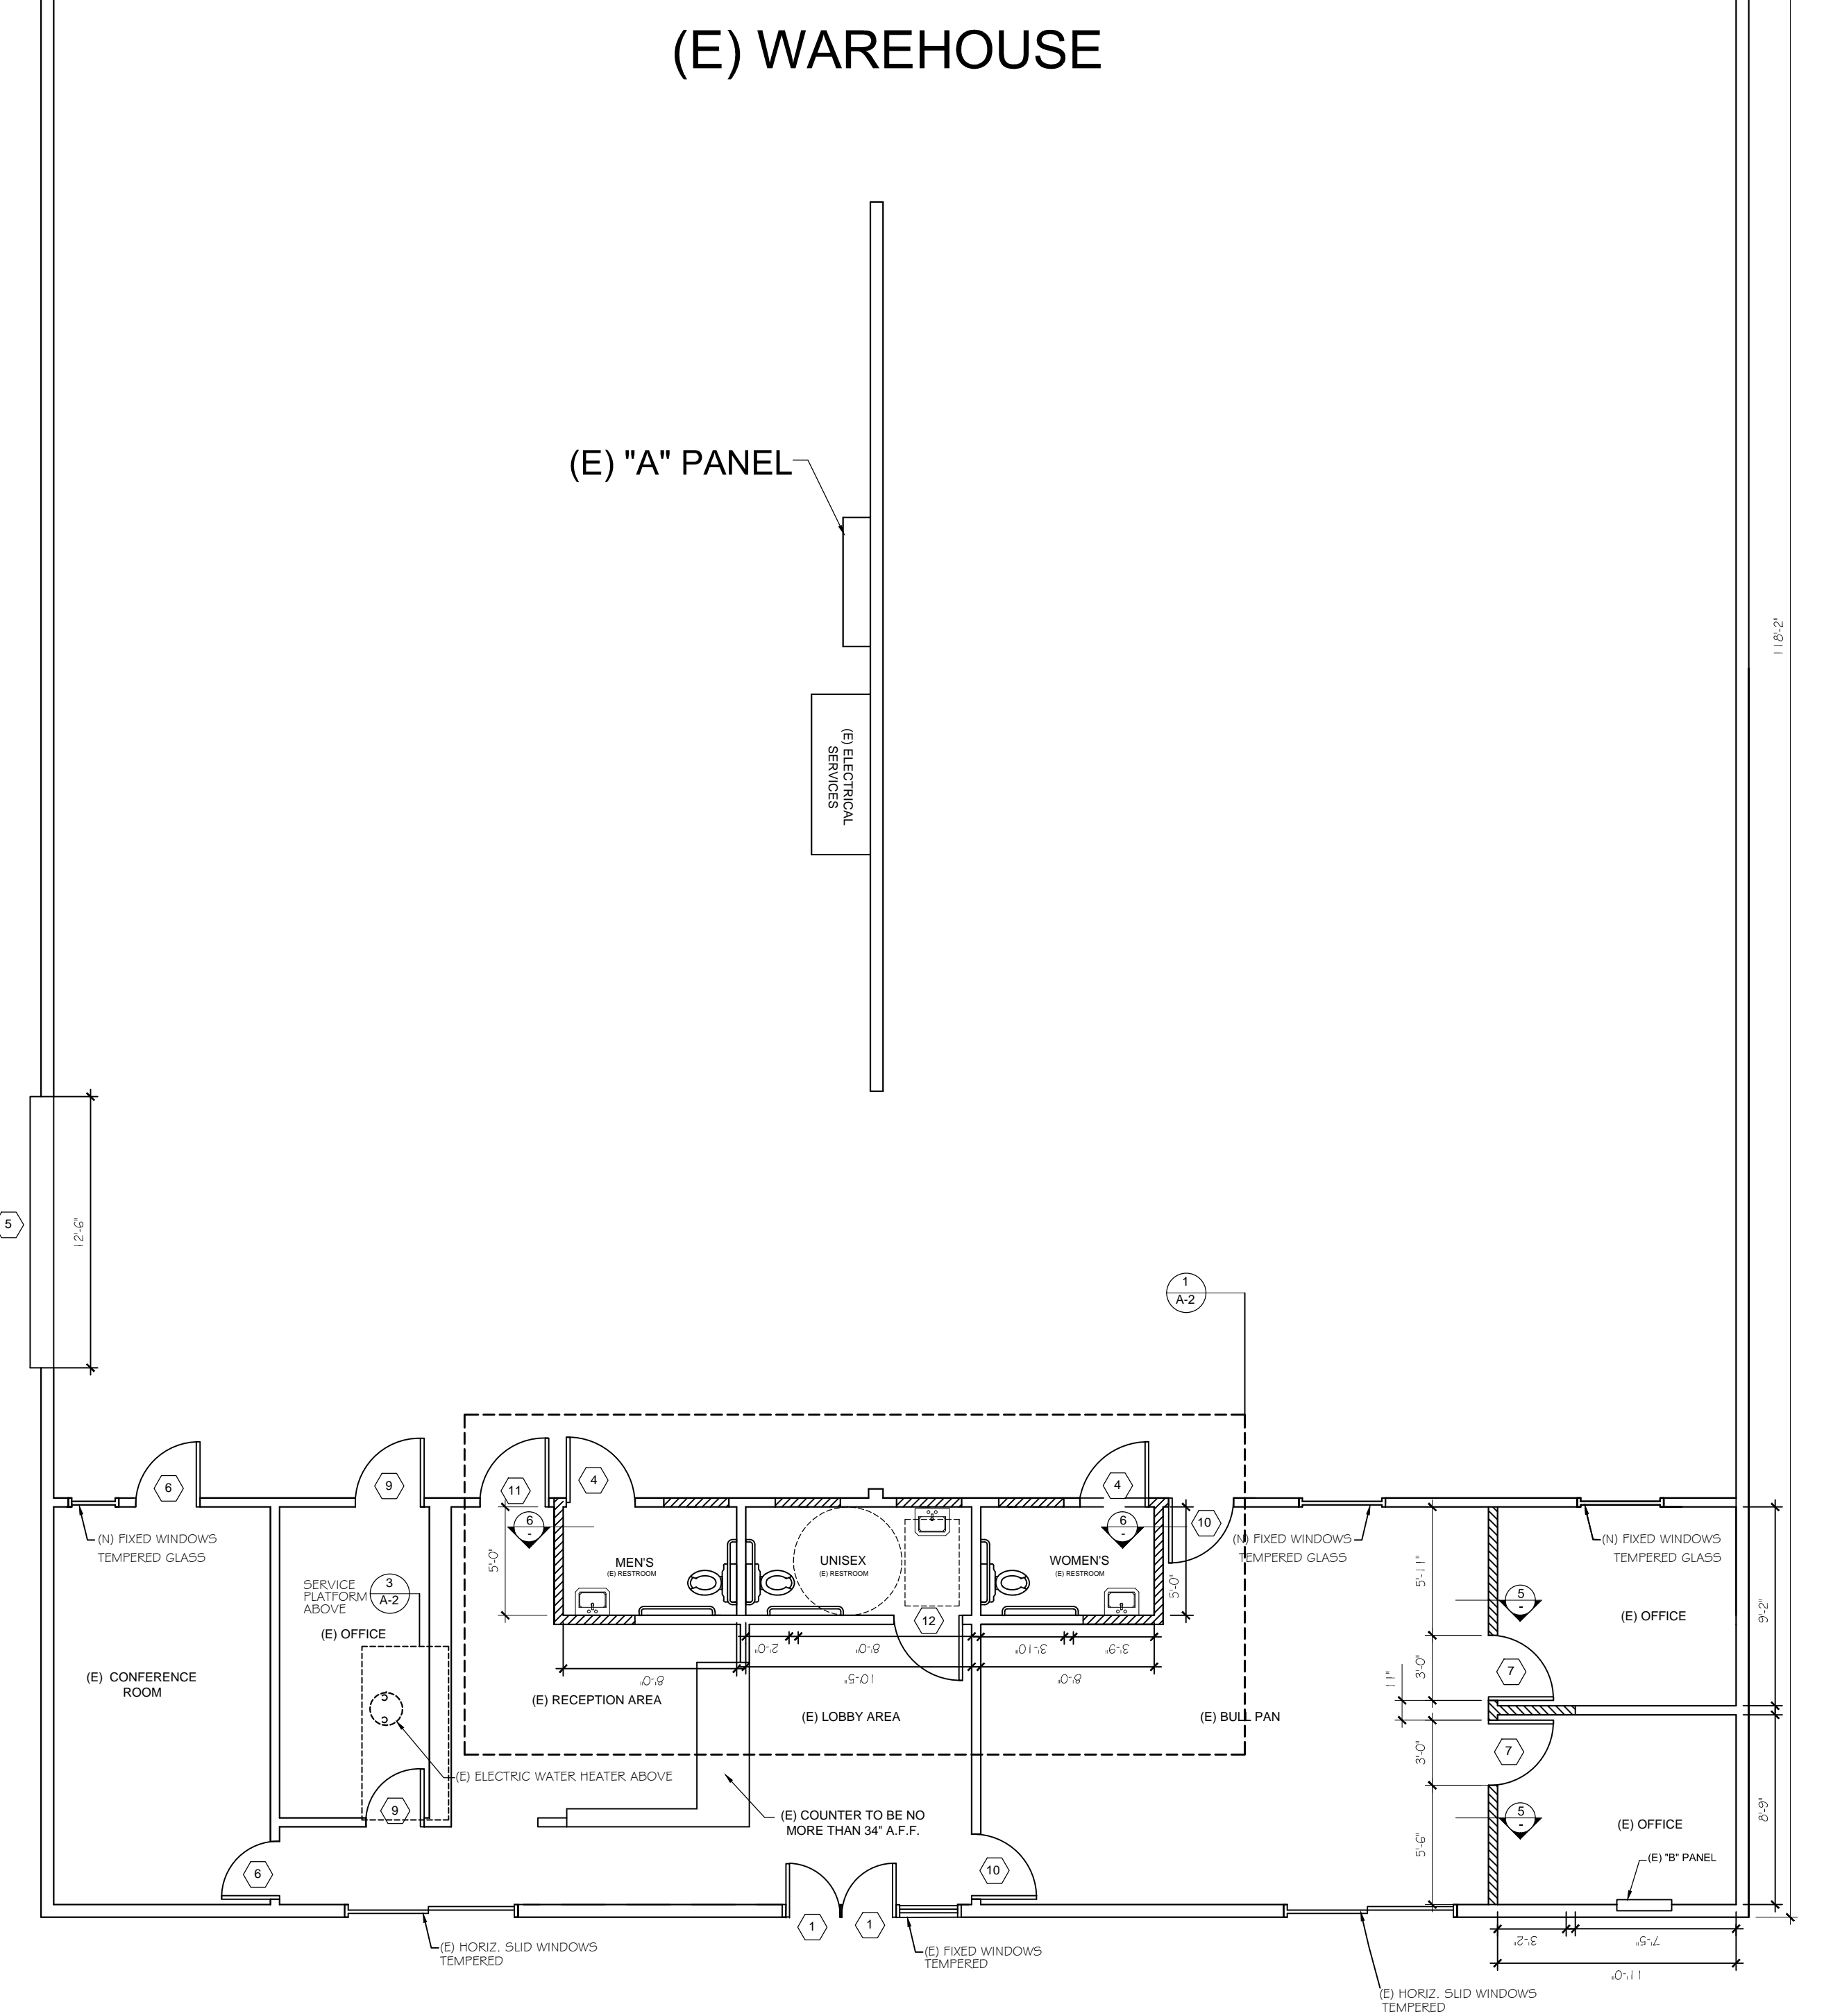 (E) WAREHOUSE
(E) "A" PANEL
118'-2"
(E) ELECTRICAL
SERVICES
5
12'-6"
1
A-2
6
9
11
4
4
10
6
-
6
-
(N) FIXED WINDOWS
TEMPERED GLASS
(N) FIXED WINDOWS
TEMPERED GLASS
(N) FIXED WINDOWS
TEMPERED GLASS
5'-0"
MEN'S
(E) RESTROOM
UNISEX
(E) RESTROOM
WOMEN'S
(E) RESTROOM
5'-0"
5'-11"
SERVICE
PLATFORM
ABOVE
3
A-2
12
5
-
9'-2"
(E) OFFICE
(E) OFFICE
2'-0"
8'-0"
3'-10"
3'-9"
8'-0"
10'-5"
8'-0"
(E) CONFERENCE
ROOM
(E) RECEPTION AREA
(E) LOBBY AREA
(E) BULL PAN
11"
3'-0"
7
3'-0"
7
(E) ELECTRIC WATER HEATER ABOVE
9
(E) COUNTER TO BE NO
MORE THAN 34" A.F.F.
5
-
5'-6"
8'-9"
(E) OFFICE
(E) "B" PANEL
6
10
1
1
(E) HORIZ. SLID WINDOWS
TEMPERED
(E) FIXED WINDOWS
TEMPERED
3'-2"
7'-5"
11'-0"
(E) HORIZ. SLID WINDOWS
TEMPERED